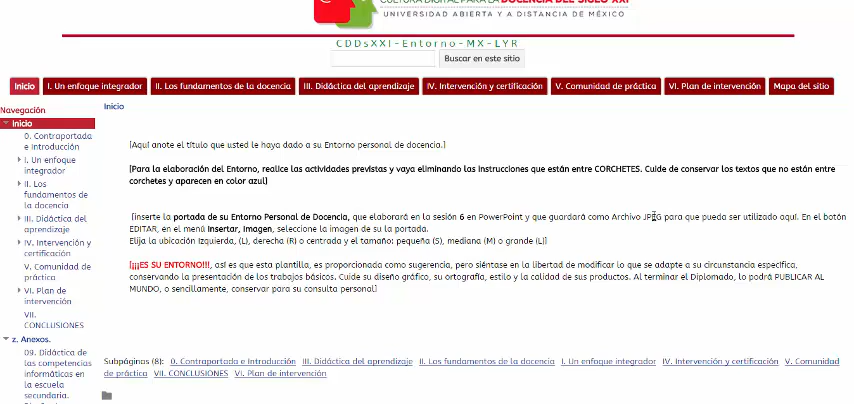 CULTURA DIGITAL PARA LA DOCENCIA DEL SIGLO XXI
UNIVERSIDAD ABIERTA Y A DISTANCIA DE MÉXICO
CDDsXXI-Entorno-MX-LYR
Buscar en este sitio
Inicio
I. Un enfoque integrador
II. Los fundamentos de la docencia
III. Didáctica del aprendizaje
IV. Intervención y certificación
V. Comunidad de práctica
VI. Plan de intervención
Mapa del sitio
Navegación
Inicio
0. Contraportada
e Introducción
I. Un enfoque
integrador
II. Los
fundamentos de
la docencia
III. Didáctica del
aprendizaje
IV. Intervención y
certificación
V. Comunidad de
práctica
VI. Plan de
intervención
VII.
CONCLUSIONES
z. Anexos.
09. Didáctica de
las competencias
informáticas en
la escuela
secundaria.
Inicio
[Aquí anote el título que usted le haya dado a su Entorno personal de docencia.]
[Para la elaboración del Entorno, realice las actividades previstas y vaya eliminando las instrucciones que están entre CORCHETES. Cuide de conservar los textos que no están entre
corchetes y aparecen en color azul]
[inserte la portada de su Entorno Personal de Docencia, que elaborará en la sesión 6 en PowerPoint y que guardará como Archivo JPEG para que pueda ser utilizado aquí. En el botón
EDITAR, en el menú Insertar, Imagen, seleccione la imagen de su la portada.
Elija la ubicación Izquierda, (L), derecha (R) o centrada y el tamaño: pequeña (S), mediana (M) o grande (L)]
[¡¡¡ES SU ENTORNO!!!, así es que esta plantilla, es proporcionada como sugerencia, pero siéntase en la libertad de modificar lo que se adapte a su circunstancia específica,
conservando la presentación de los trabajos básicos. Cuide su diseño gráfico, su ortografía, estilo y la calidad de sus productos. Al terminar el Diplomado, lo podrá PUBLICAR AL
MUNDO, o sencillamente, conservar para su consulta personal]
Subpáginas (8): 0. Contraportada e Introducción III. Didáctica del aprendizaje II. Los fundamentos de la docencia I. Un enfoque integrador IV. Intervención y certificación V. Comunidad
de práctica VII. CONCLUSIONES VI. Plan de intervención